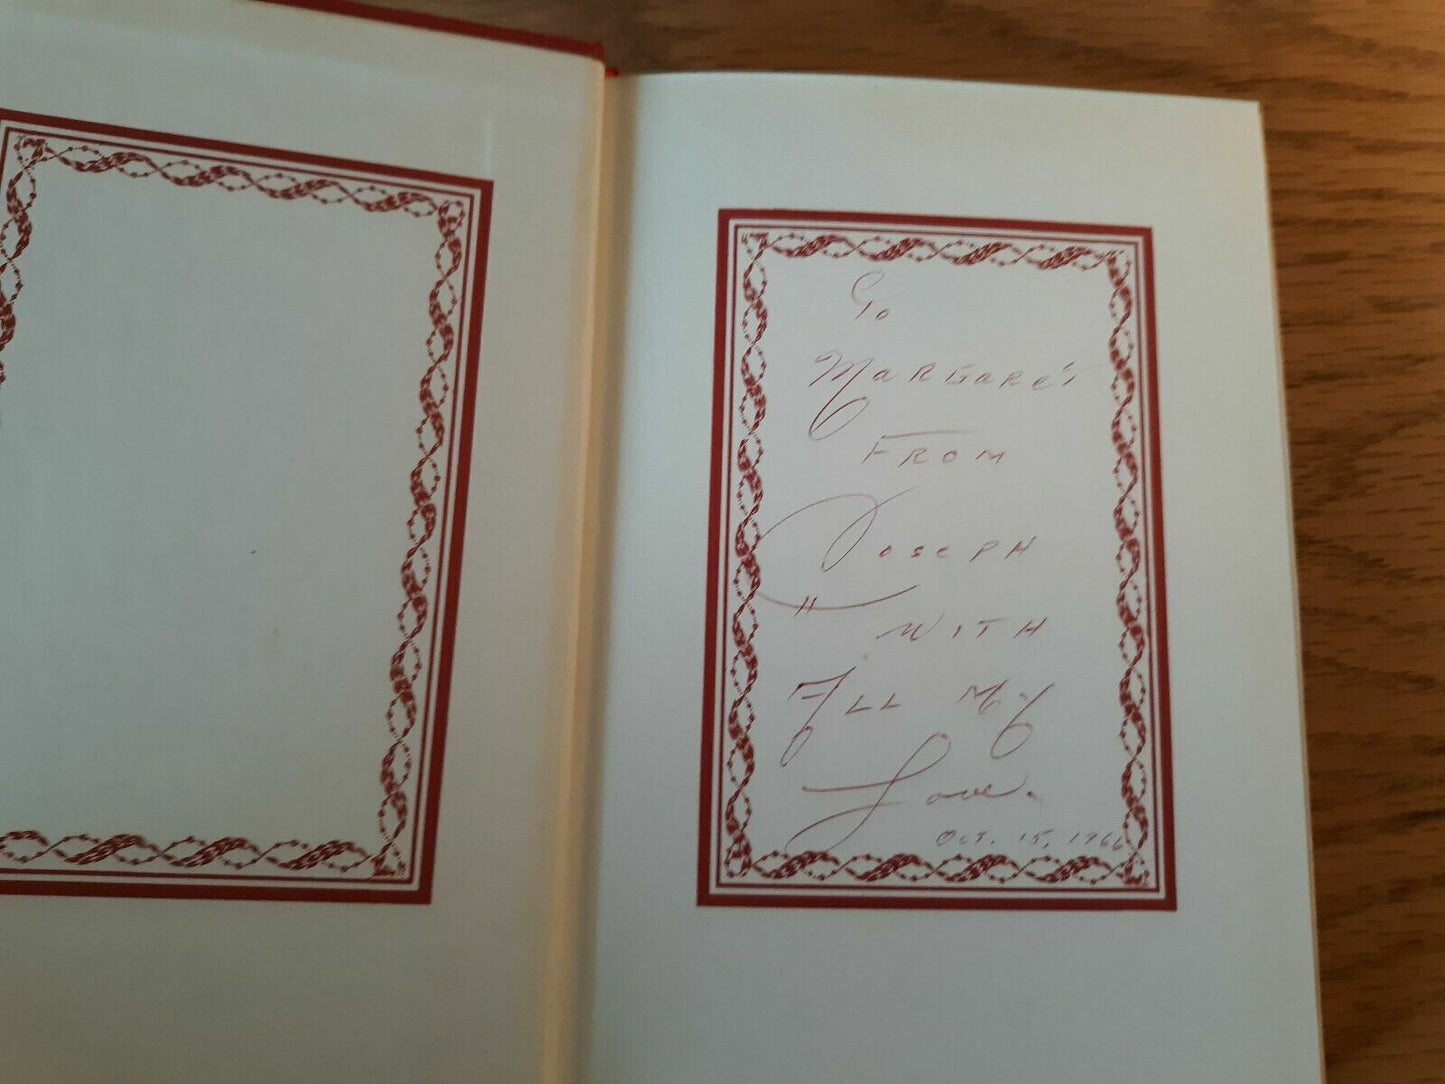 To
Margaret
FROM
Joseph
" WITH
All My
Love.
Oct. 15, 1966